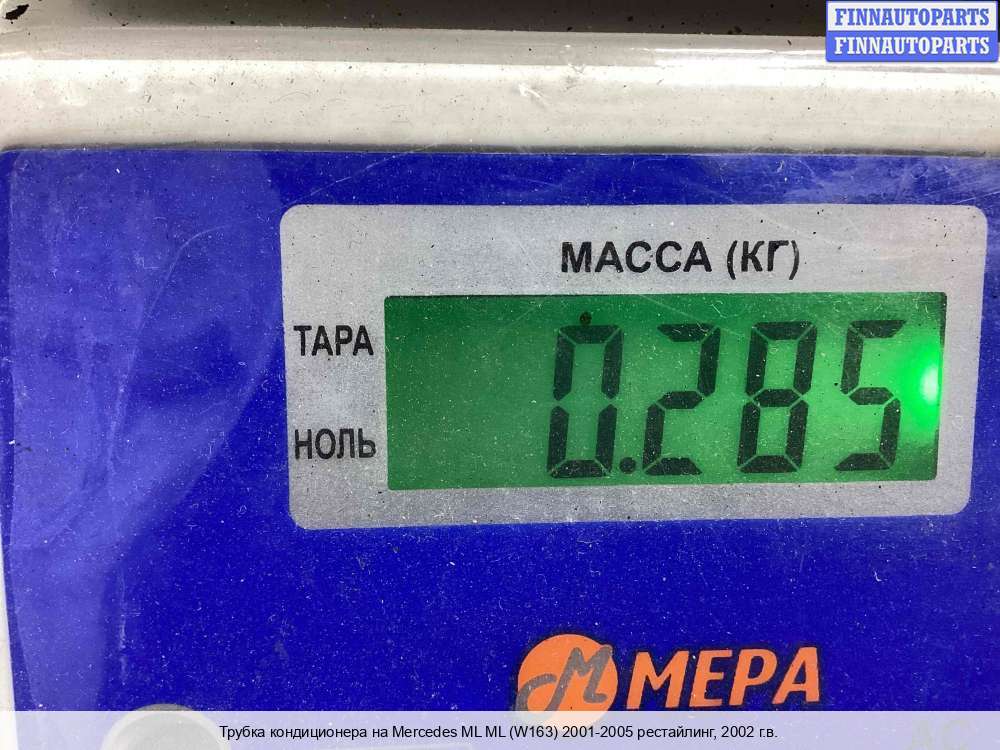 FINNAUTOPARTS
FINNAUTOPARTS
МАССА (КГ)
ТАРА
0.285
НОЛЬ
МЕРА
Трубка кондиционера на Mercedes ML ML (W163) 2001-2005 рестайлинг, 2002 г.в.